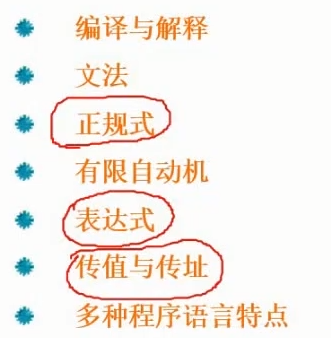 编译与解释
文法
正规式
有限自动机
表达式
传值与传址
多种程序语言特点